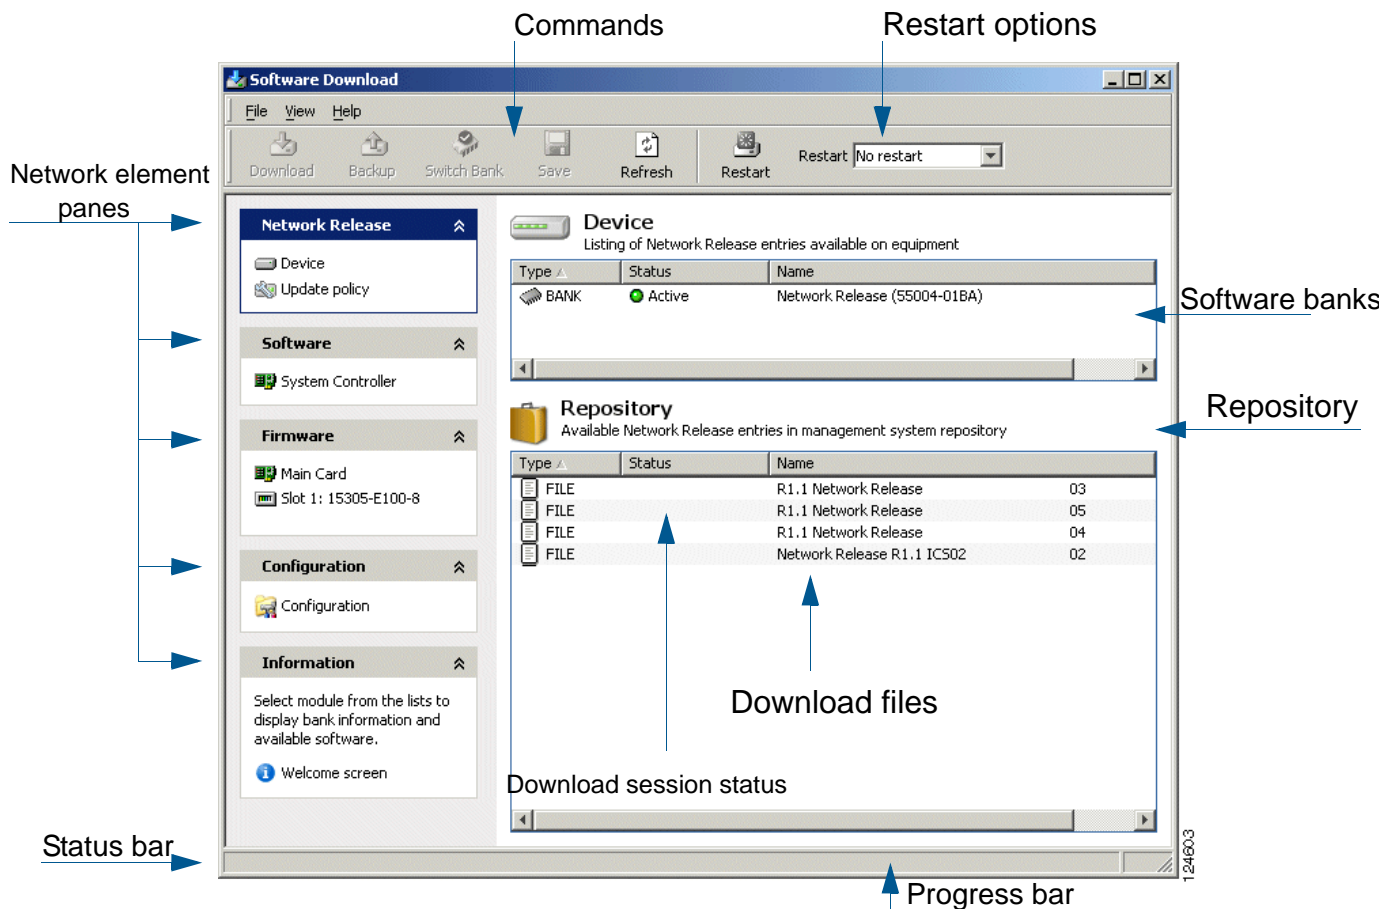 Commands
Restart options
Software Download
File View Help
Download Backup Switch Bank Save Refresh Restart Restart No restart
Network element
panes
Network Release
Device
Update policy
Software
System Controller
Firmware
Main Card
Slot 1: 15305-E100-8
Configuration
Configuration
Information
Select module from the lists to
display bank information and
available software.
Welcome screen
Device
Listing of Network Release entries available on equipment
Type Status Name
BANK Active Network Release (55004-01BA)
Software banks
Repository
Available Network Release entries in management system repository
Repository
Type Status Name
FILE R1.1 Network Release 03
FILE R1.1 Network Release 05
FILE R1.1 Network Release 04
FILE Network Release R1.1 ICS02 02
Download files
Download session status
Status bar
Progress bar
124603